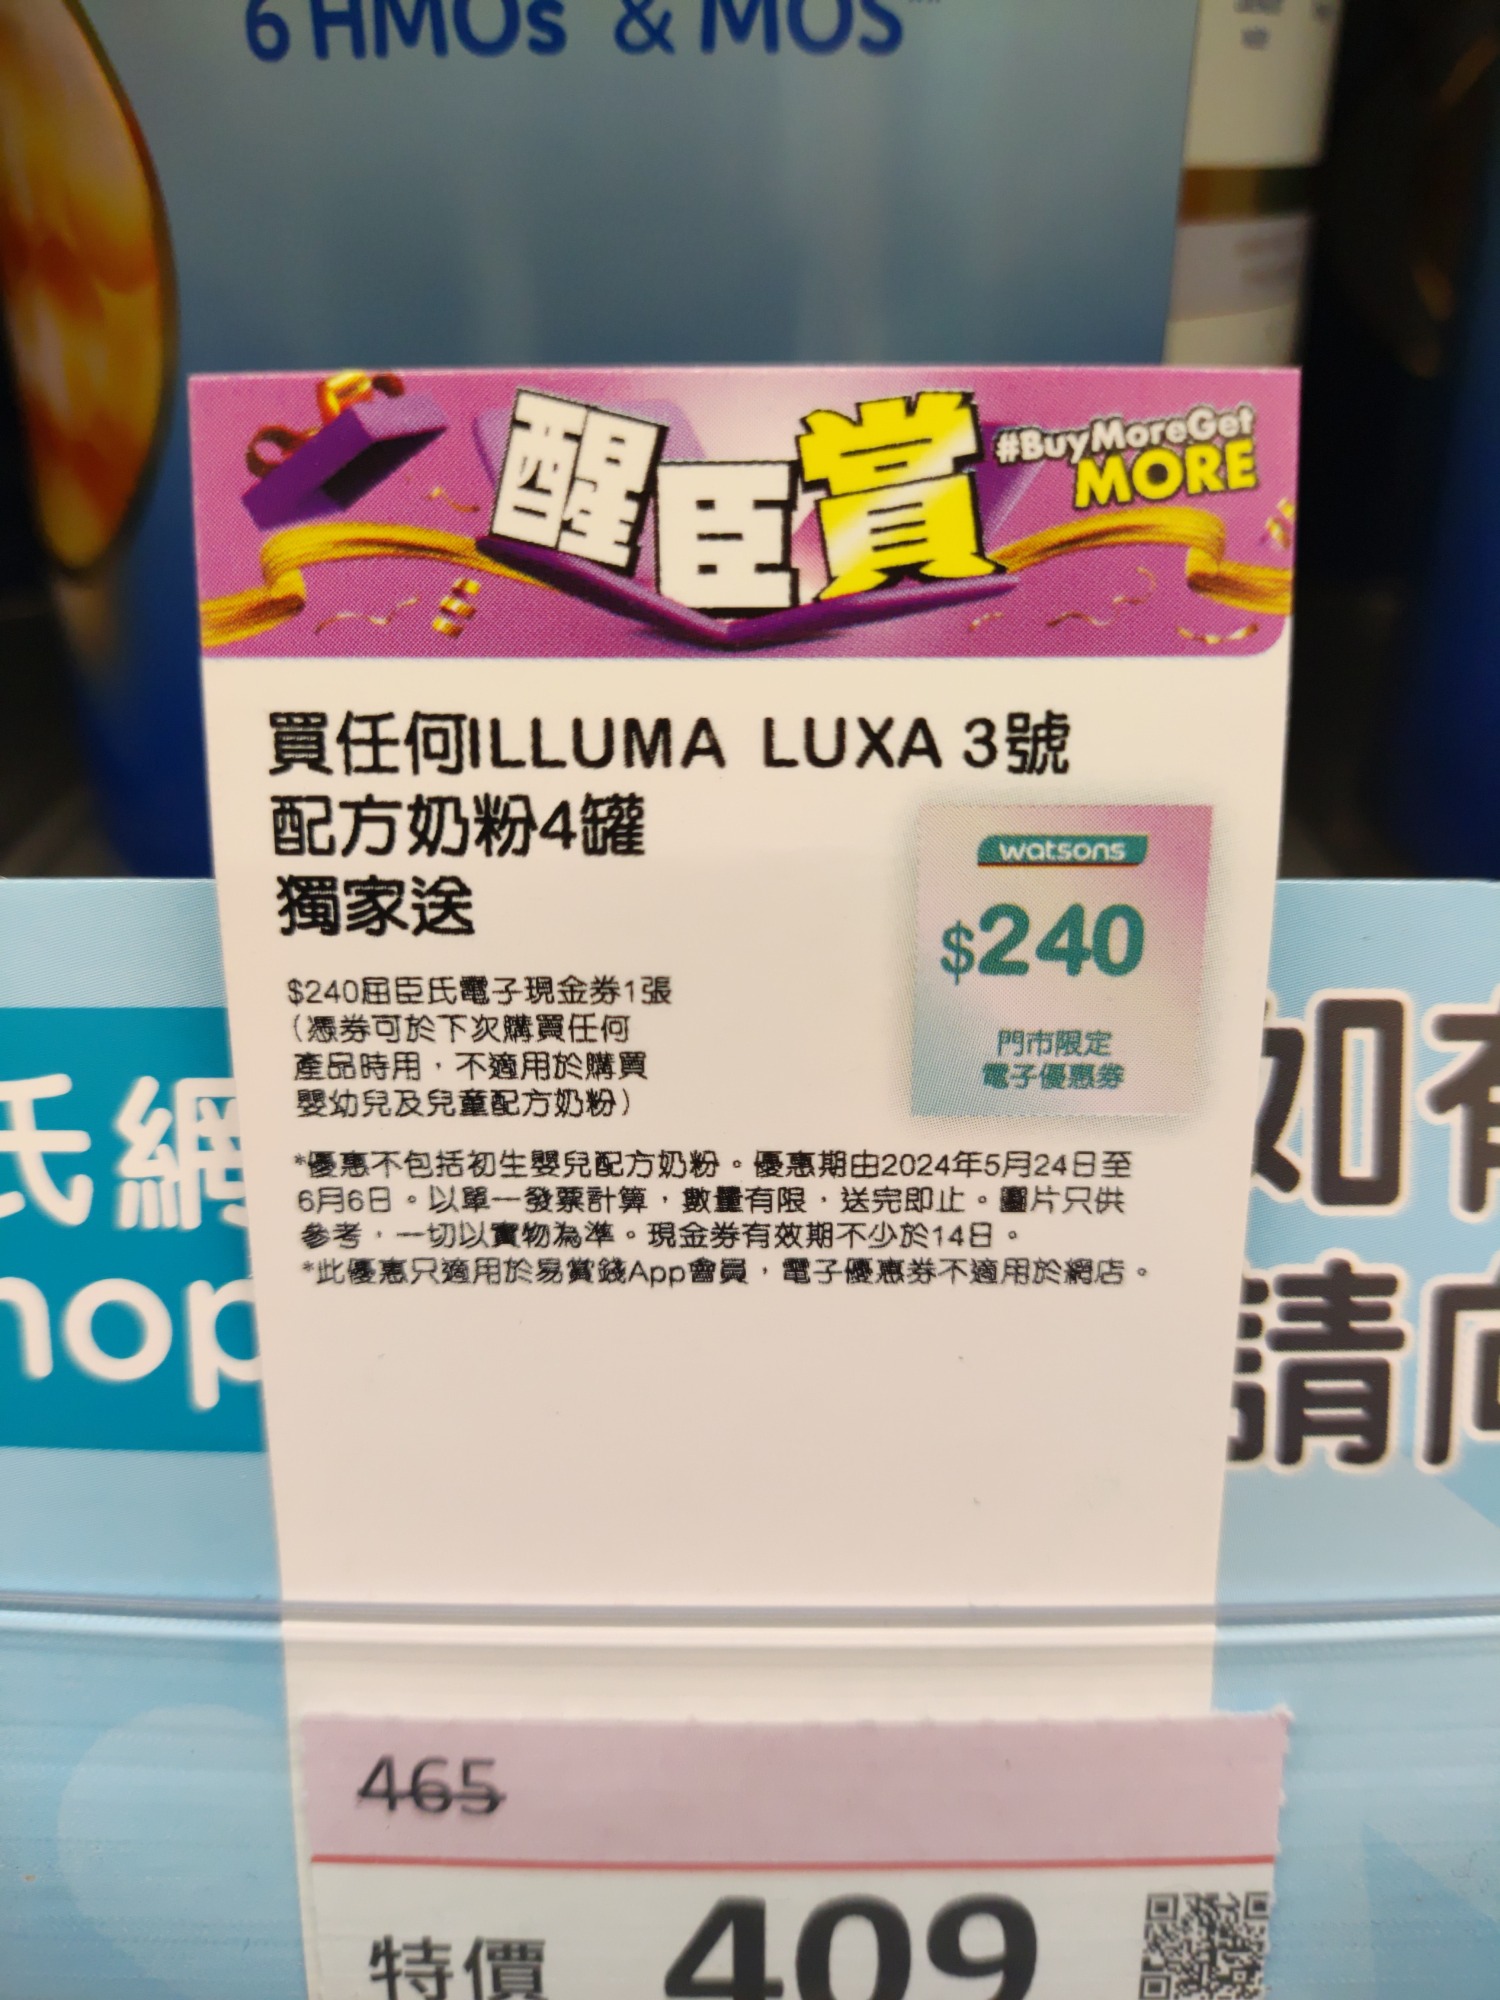 6 HMOs & MOS
醒臣賞
#BuyMoreGet
MORE
買任何ILLUMA LUXA 3號
配方奶粉4罐
獨家送
watsons
$240
門市限定
電子優惠券
$240屈臣氏電子現金券1張
(憑券可於下次購買任何
產品時用，不適用於購買
嬰幼兒及兒童配方奶粉)
*優惠不包括初生嬰兒配方奶粉。優惠期由2024年5月24日至
6月6日。以單一發票計算，數量有限，送完即止。圖片只供
參考，一切以實物為準。現金券有效期不少於14日。
*此優惠只適用於易賞錢App會員，電子優惠券不適用於網店。
氏網
hop
如有
請向
465
特價 409